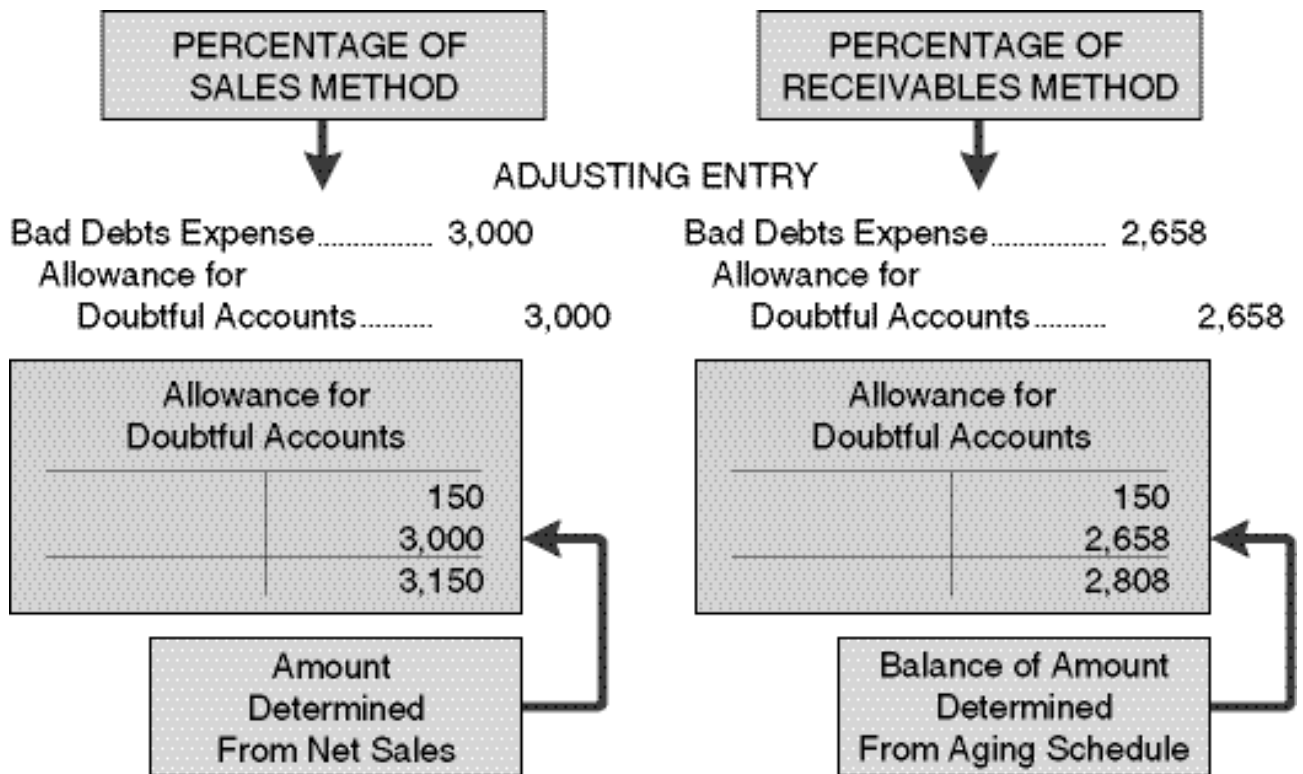 PERCENTAGE OF
SALES METHOD
PERCENTAGE OF
RECEIVABLES METHOD
ADJUSTING ENTRY
Bad Debts Expense................ 3,000
Allowance for
Doubtful Accounts.......... 3,000
Bad Debts Expense................ 2,658
Allowance for
Doubtful Accounts.......... 2,658
Allowance for
Doubtful Accounts
150
3,000
3,150
Allowance for
Doubtful Accounts
150
2,658
2,808
Amount
Determined
From Net Sales
Balance of Amount
Determined
From Aging Schedule